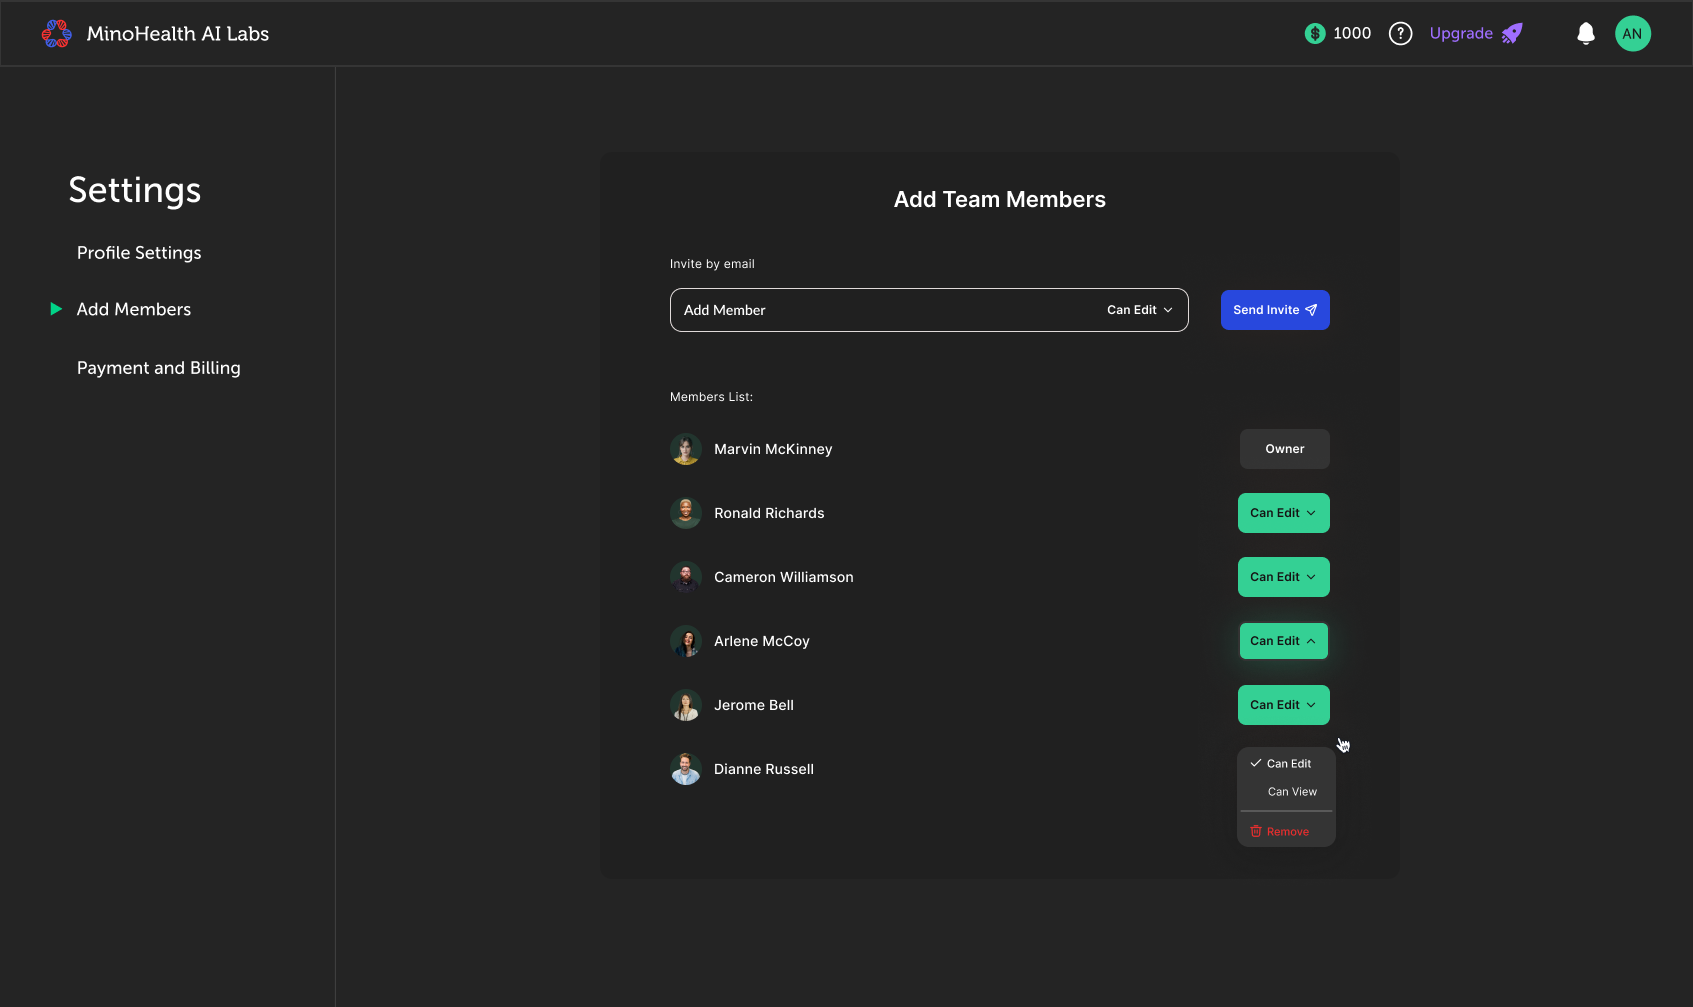 MinoHealth AI Labs
$ 1000 ? Upgrade AN
Settings
Profile Settings
Add Members
Payment and Billing
Add Team Members
Invite by email
Add Member Can Edit
Send Invite
Members List:
Marvin McKinney Owner
Ronald Richards Can Edit
Cameron Williamson Can Edit
Arlene McCoy Can Edit
Jerome Bell Can Edit
Dianne Russell
Can Edit
Can View
Remove